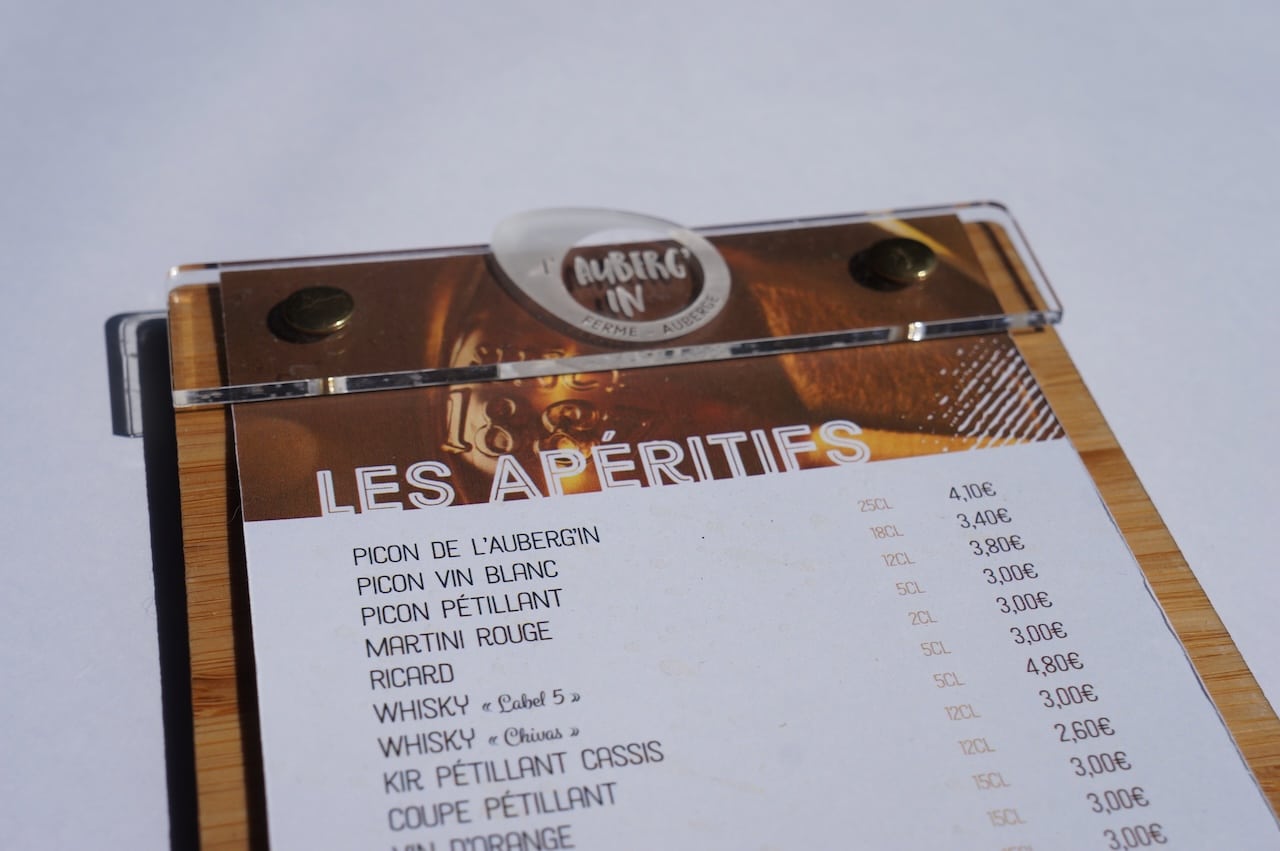 L'AUBERG'
IN
FERME - AUBERGE
LES APÉRITIFS
PICON DE L'AUBERG'IN 25CL 4,10€
PICON VIN BLANC 18CL 3,40€
PICON PÉTILLANT 12CL 3,80€
MARTINI ROUGE 5CL 3,00€
RICARD 2CL 3,00€
WHISKY « Label 5 » 5CL 3,00€
WHISKY « Chivas » 5CL 4,80€
KIR PÉTILLANT CASSIS 12CL 3,00€
COUPE PÉTILLANT 12CL 2,60€
VIN D'ORANGE 15CL 3,00€
15CL 3,00€
3,00€